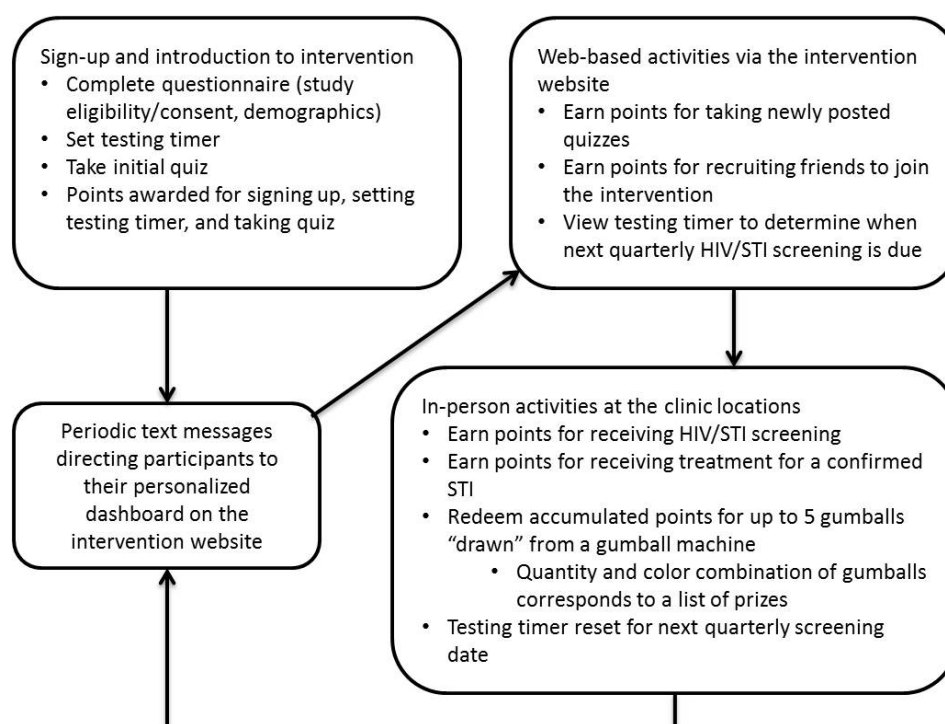 Sign-up and introduction to intervention
• Complete questionnaire (study
eligibility/consent, demographics)
• Set testing timer
• Take initial quiz
• Points awarded for signing up, setting
testing timer, and taking quiz
Web-based activities via the intervention
website
• Earn points for taking newly posted
quizzes
• Earn points for recruiting friends to join
the intervention
• View testing timer to determine when
next quarterly HIV/STI screening is due
Periodic text messages
directing participants to
their personalized
dashboard on the
intervention website
In-person activities at the clinic locations
• Earn points for receiving HIV/STI screening
• Earn points for receiving treatment for a confirmed
STI
• Redeem accumulated points for up to 5 gumballs
“drawn” from a gumball machine
• Quantity and color combination of gumballs
corresponds to a list of prizes
• Testing timer reset for next quarterly screening
date